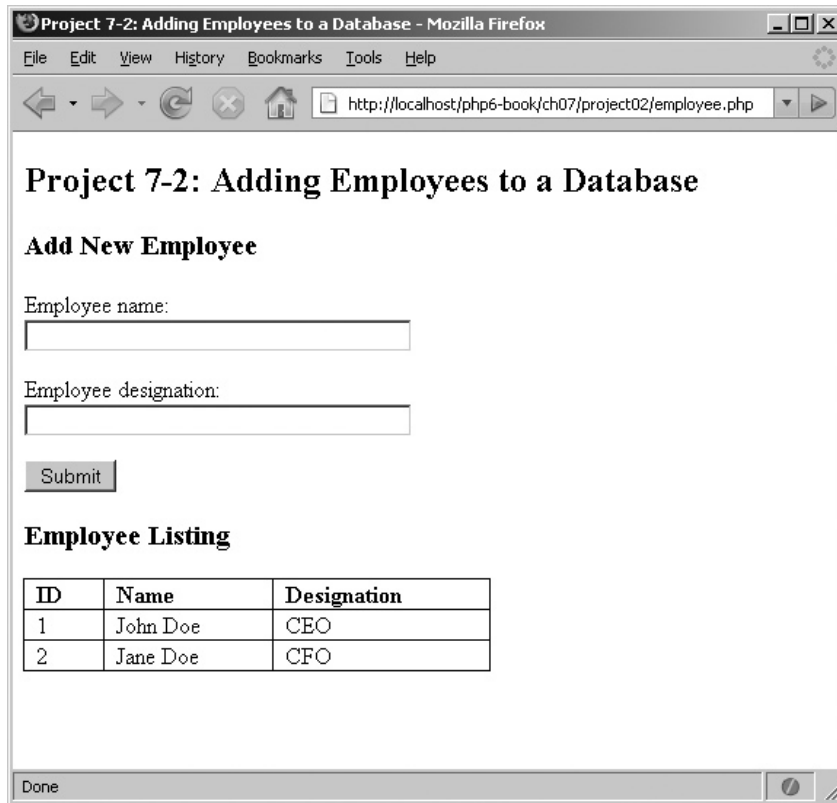 Project 7-2: Adding Employees to a Database - Mozilla Firefox
File Edit View History Bookmarks Tools Help
http://localhost/php6-book/ch07/project02/employee.php
Project 7-2: Adding Employees to a Database
Add New Employee
Employee name:
Employee designation:
Submit
Employee Listing
ID Name Designation
1 John Doe CEO
2 Jane Doe CFO
Done